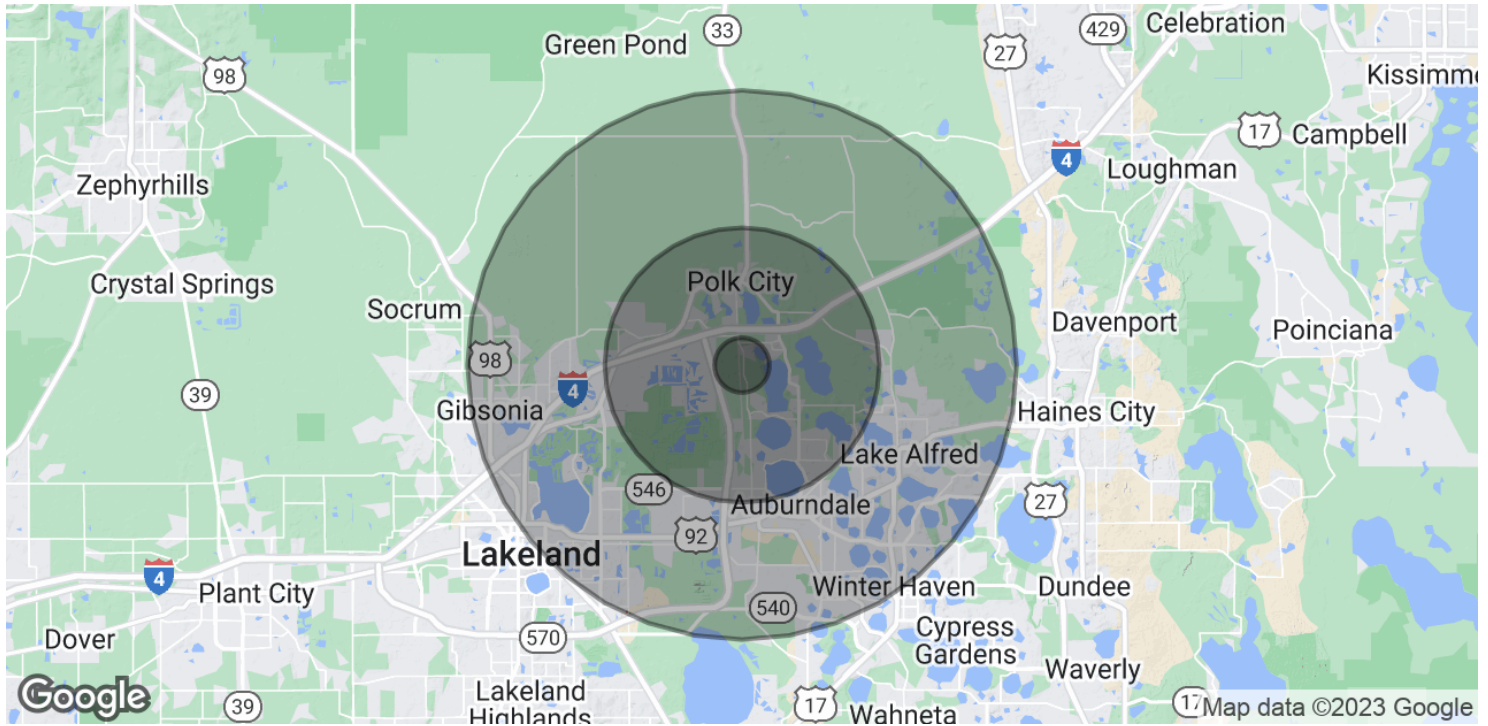 Green Pond
33
27
429
Celebration
98
Kissimme
17
Campbell
4
Loughman
Zephyrhills
Crystal Springs
Polk City
Socrum
Davenport
Poinciana
98
4
39
Gibsonia
Haines City
Lake Alfred
546
27
Auburndale
92
Lakeland
4
Plant City
Winter Haven
Dundee
540
570
Dover
Cypress
Gardens
Waverly
Google
39
Lakeland
Highlands
17
Wahneta
17
Map data ©2023 Google